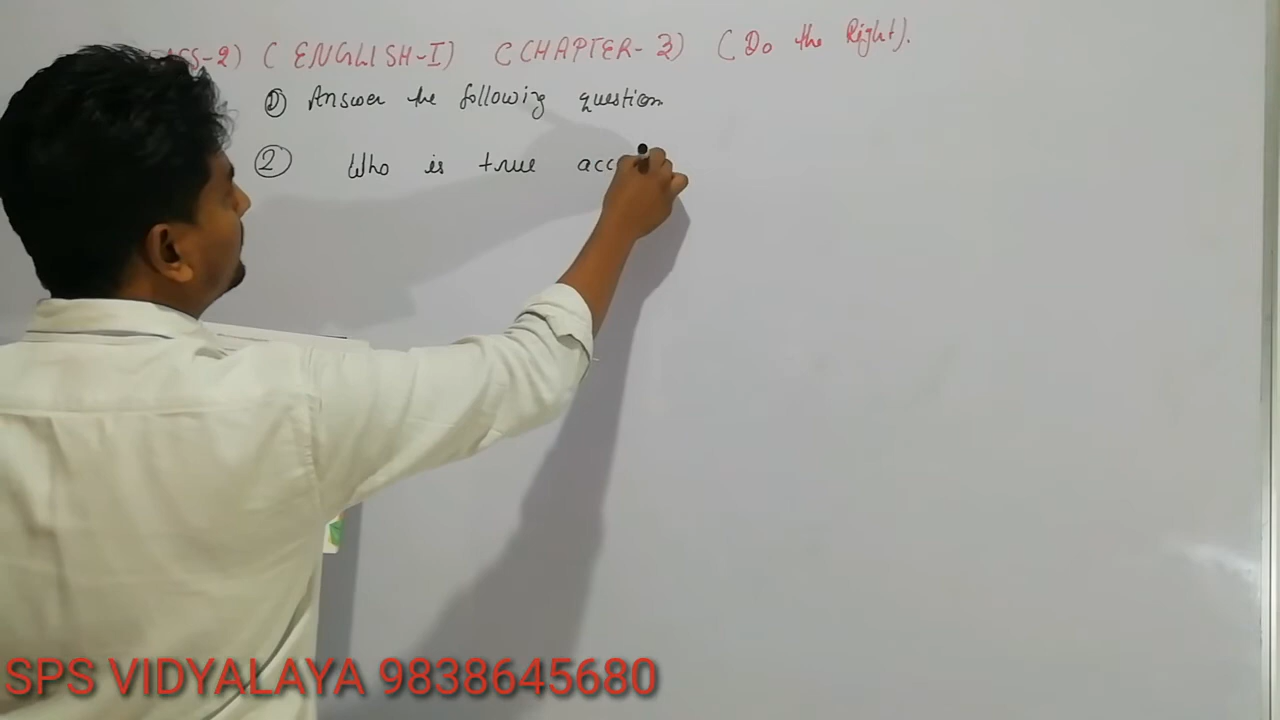 ASS-2) ( ENGLISH-I) ( CHAPTER-3) ( Do the Right).
① Answer the following question
② Who is true acc
SPS VIDYALAYA 9838645680